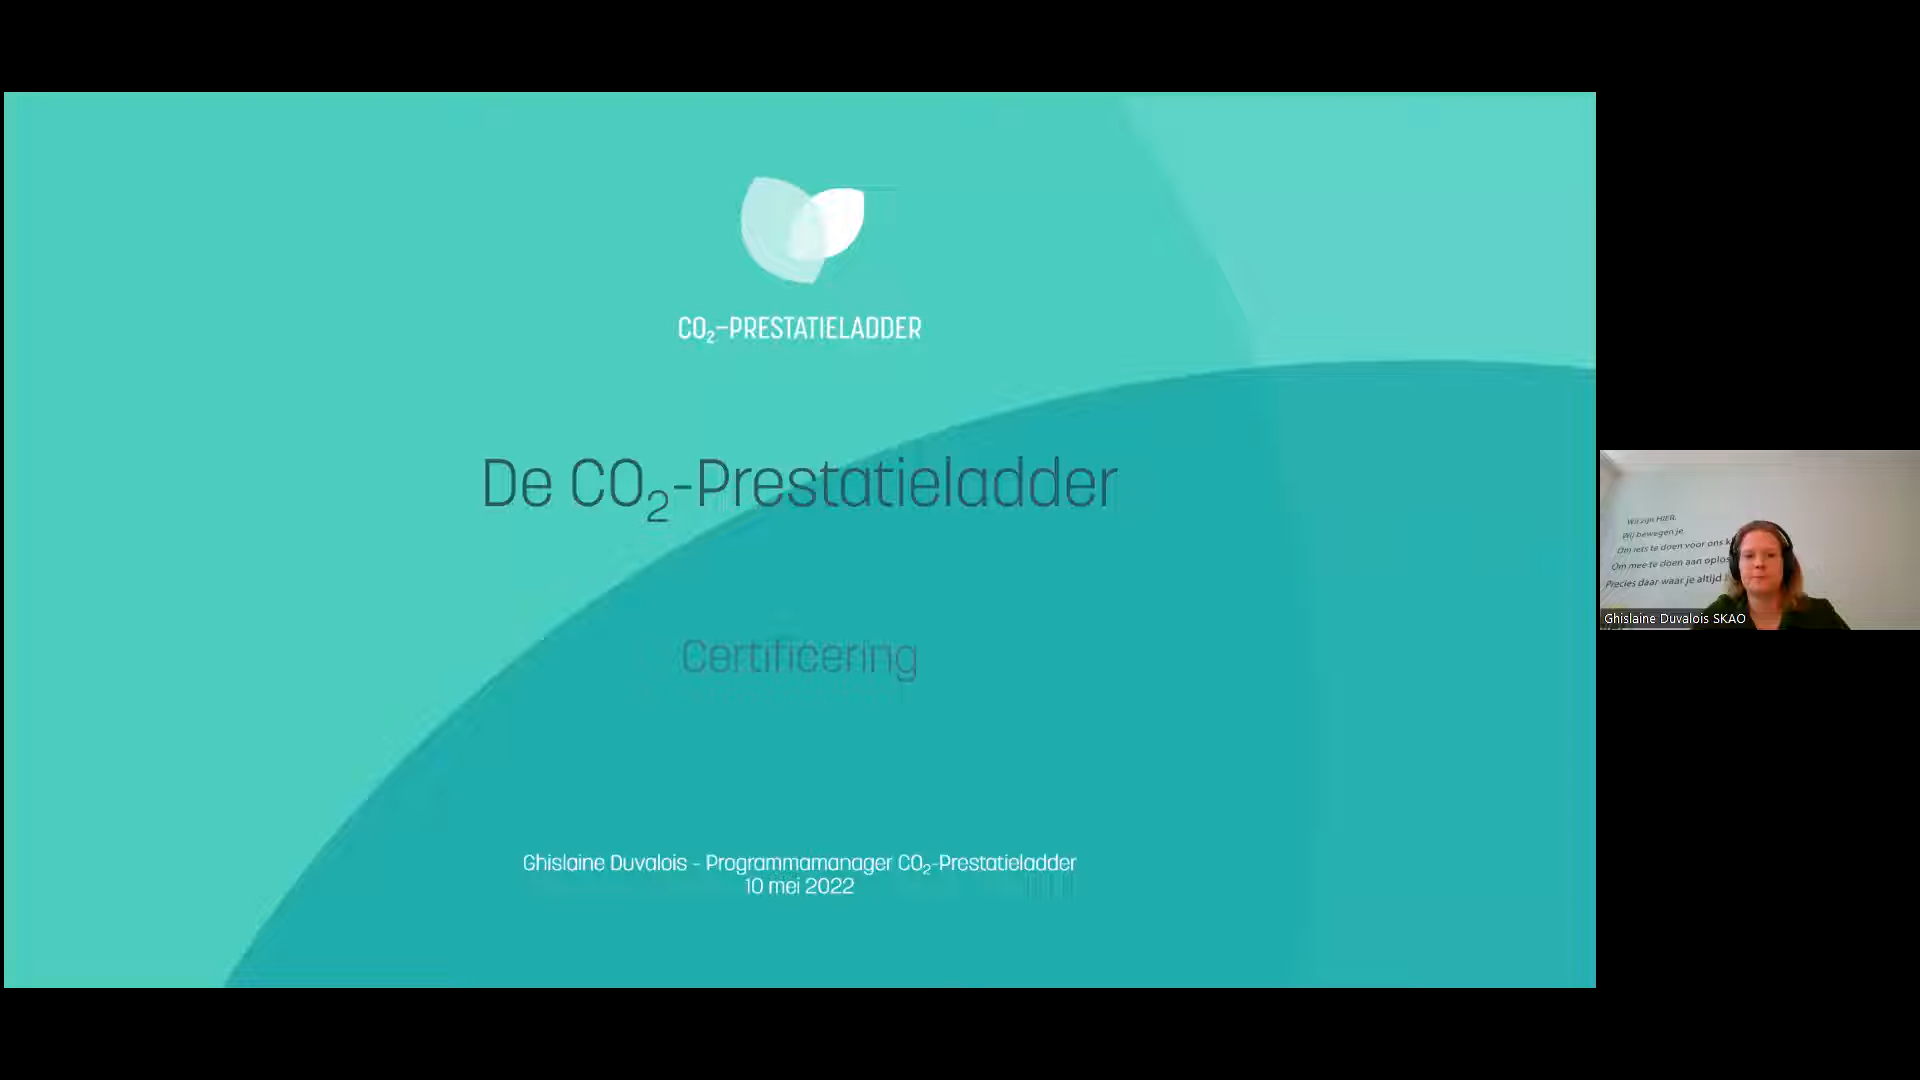 CO₂-PRESTATIELADDER
De CO₂-Prestatieladder
Certificering
Ghislaine Duvalois - Programmamanager CO₂-Prestatieladder
10 mei 2022
Wij zijn HIER.
Wij bewegen je
Om iets te doen voor ons k
Om mee te doen aan oplos
Precies daar waar je altijd
Ghislaine Duvalois SKAO